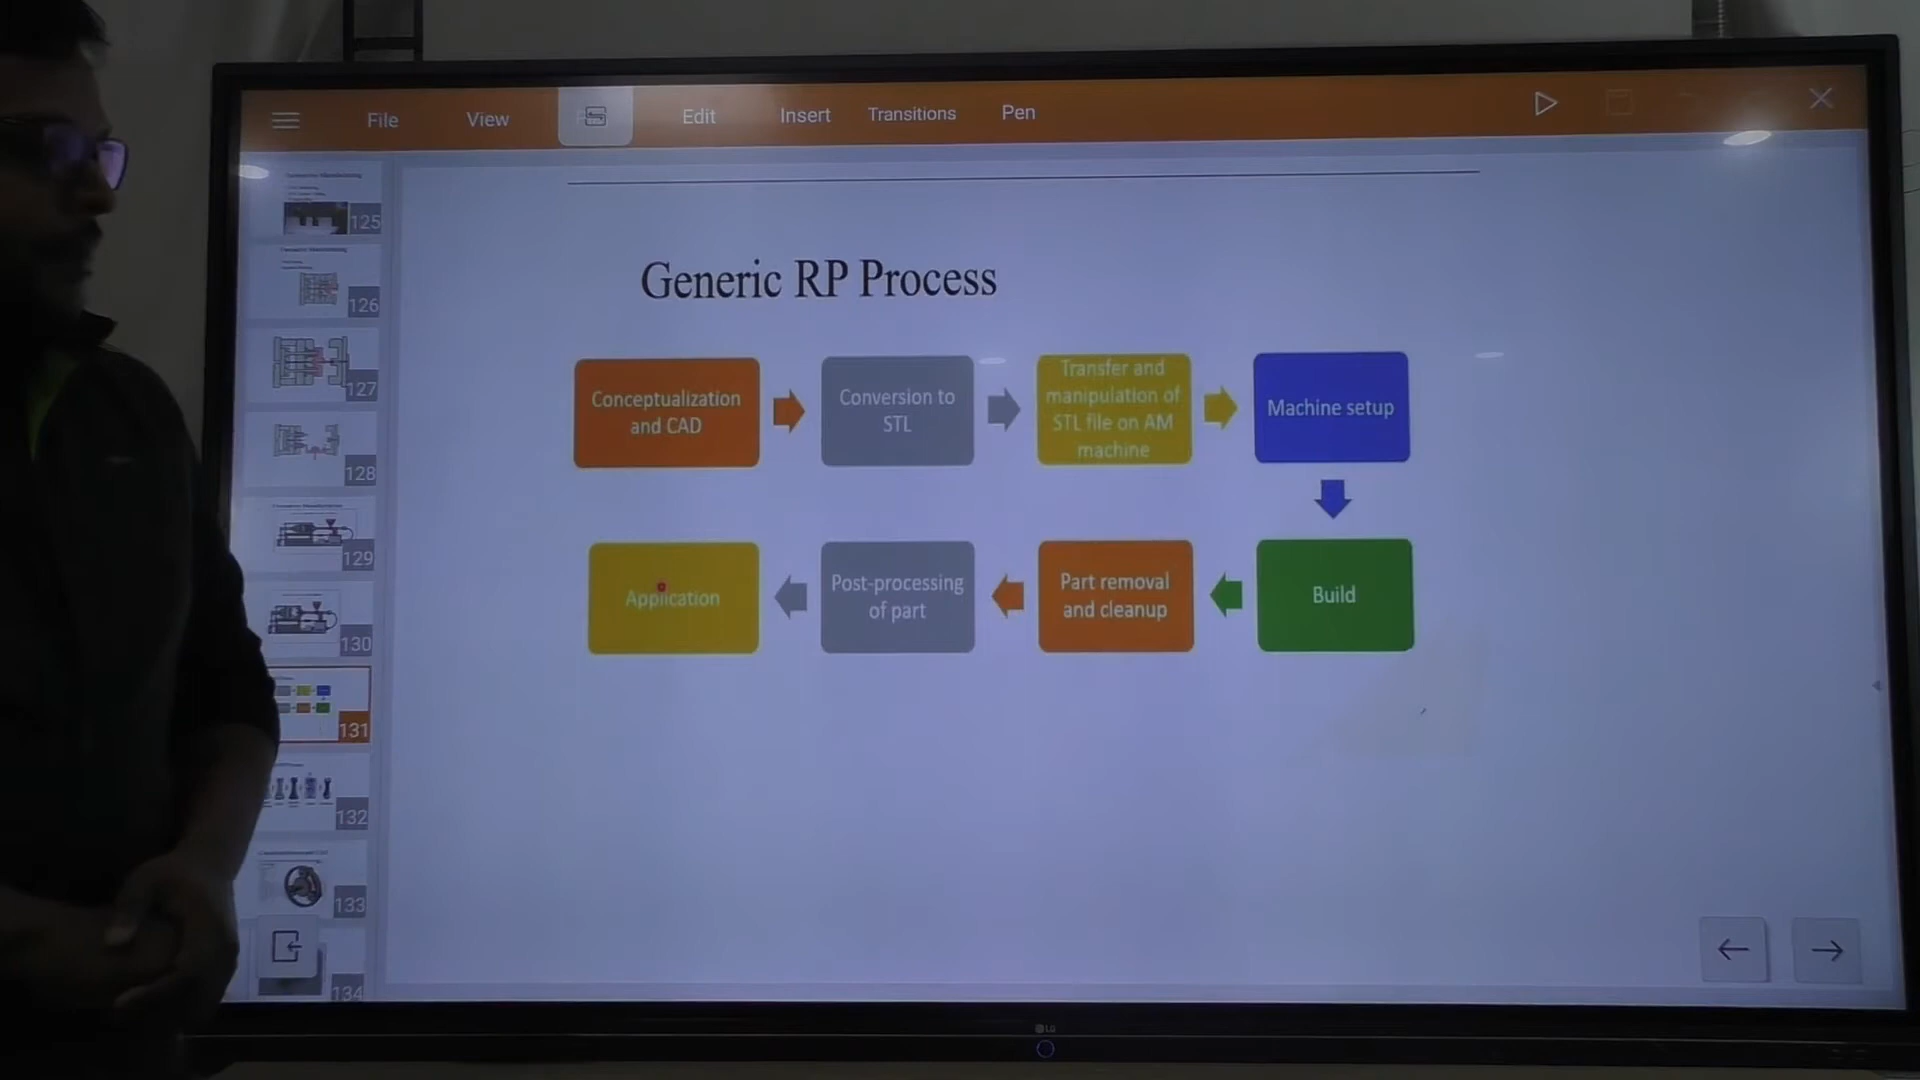 File View Edit Insert Transitions Pen
125
126
127
128
129
130
131
132
133
134
Generic RP Process
Conceptualization
and CAD
Conversion to
STL
Transfer and
manipulation of
STL file on AM
machine
Machine setup
Build
Part removal
and cleanup
Post-processing
of part
Application
LG